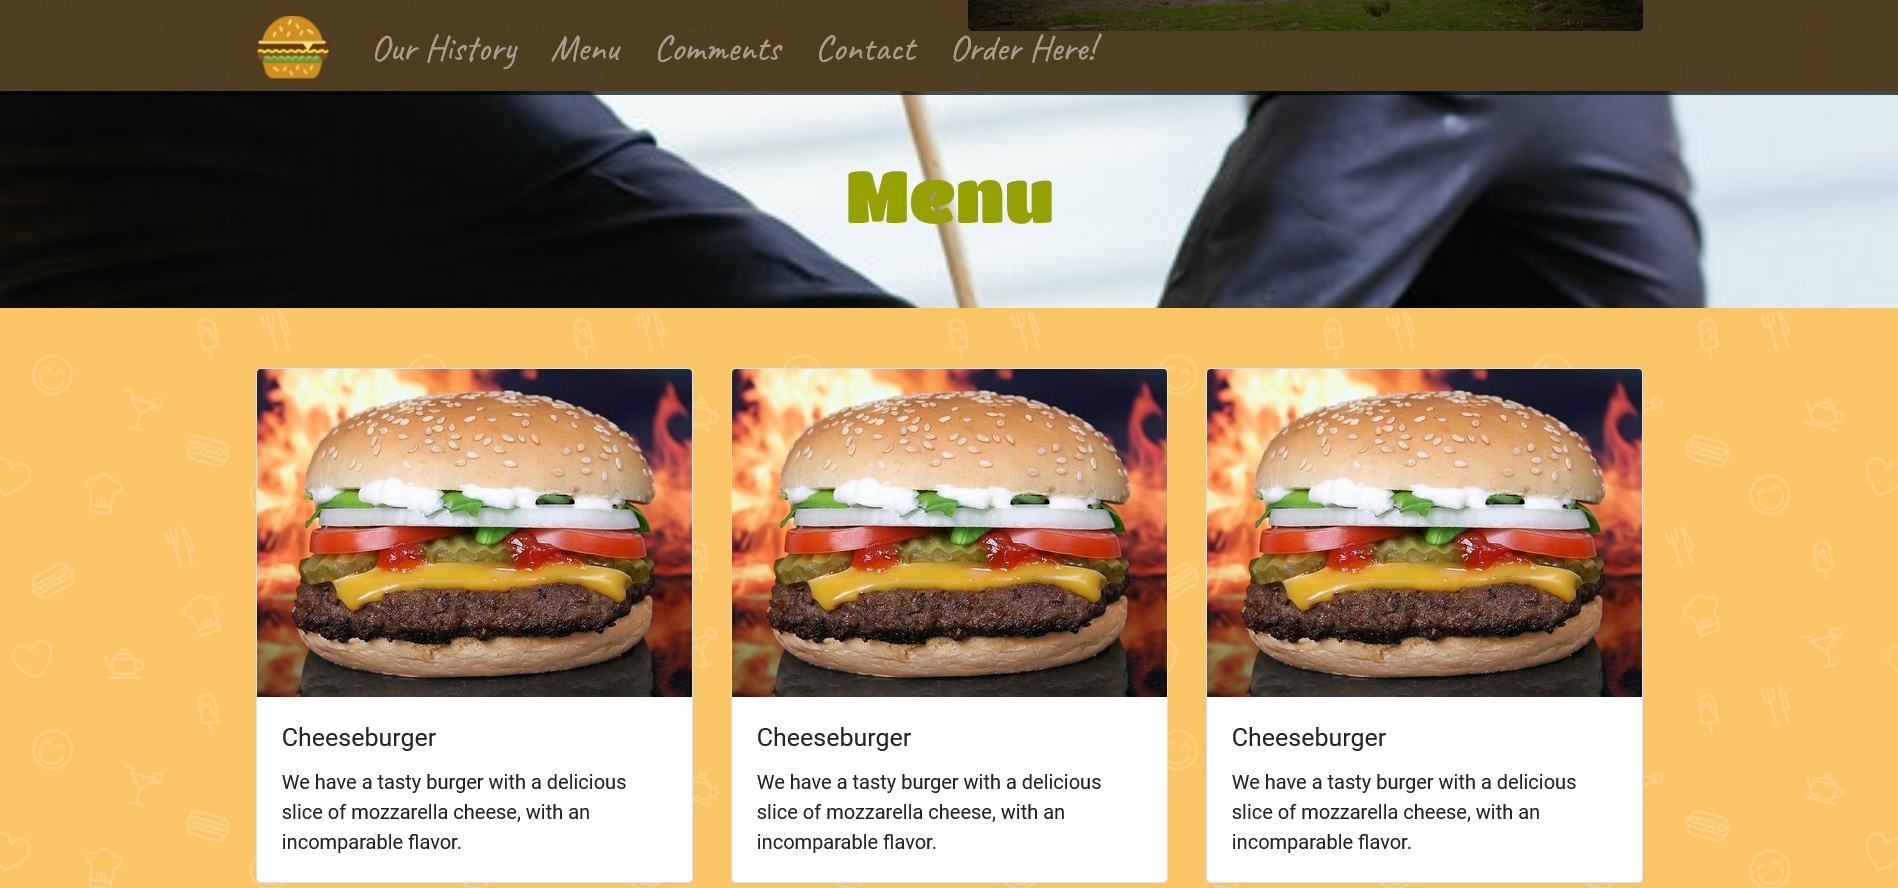 Our History Menu Comments Contact Order Here!
Menu
Cheeseburger
We have a tasty burger with a delicious
slice of mozzarella cheese, with an
incomparable flavor.
Cheeseburger
We have a tasty burger with a delicious
slice of mozzarella cheese, with an
incomparable flavor.
Cheeseburger
We have a tasty burger with a delicious
slice of mozzarella cheese, with an
incomparable flavor.